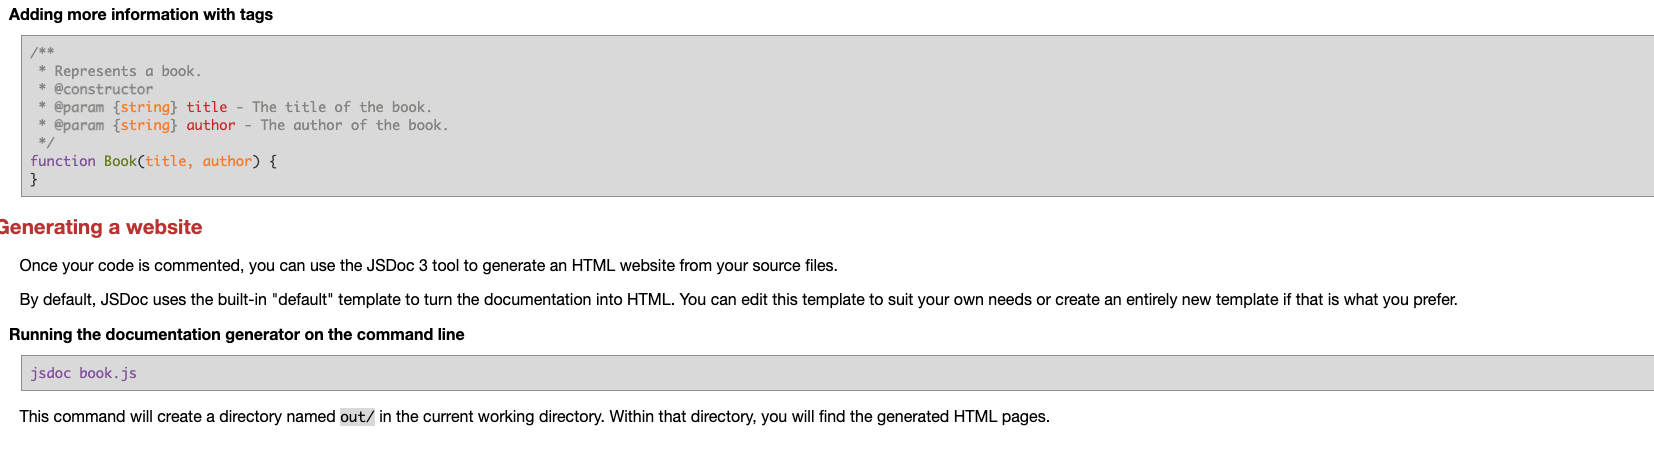 Adding more information with tags
/**
 * Represents a book.
 * @constructor
 * @param {string} title - The title of the book.
 * @param {string} author - The author of the book.
 */
function Book(title, author) {
}
Generating a website
Once your code is commented, you can use the JSDoc 3 tool to generate an HTML website from your source files.
By default, JSDoc uses the built-in "default" template to turn the documentation into HTML. You can edit this template to suit your own needs or create an entirely new template if that is what you prefer.
Running the documentation generator on the command line
jsdoc book.js
This command will create a directory named out/ in the current working directory. Within that directory, you will find the generated HTML pages.